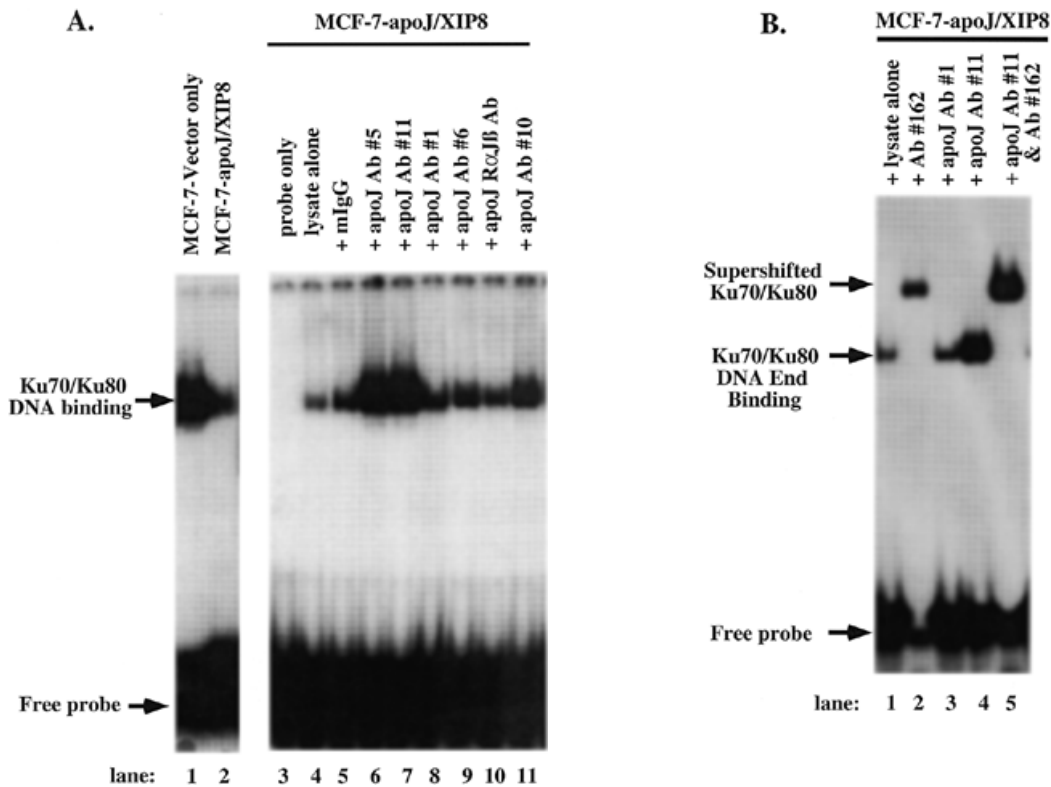 A.
MCF-7-apoJ/XIP8
MCF-7-Vector only
MCF-7-apoJ/XIP8
probe only
lysate alone
+ mIgG
+ apoJ Ab #5
+ apoJ Ab #11
+ apoJ Ab #1
+ apoJ Ab #6
+ apoJ RαJß Ab
+ apoJ Ab #10
Ku70/Ku80
DNA binding
Free probe
lane: 1 2 3 4 5 6 7 8 9 10 11
B.
MCF-7-apoJ/XIP8
+ lysate alone
+ Ab #162
+ apoJ Ab #1
+ apoJ Ab #11
+ apoJ Ab #11
& Ab #162
Supershifted
Ku70/Ku80
Ku70/Ku80
DNA End
Binding
Free probe
lane: 1 2 3 4 5